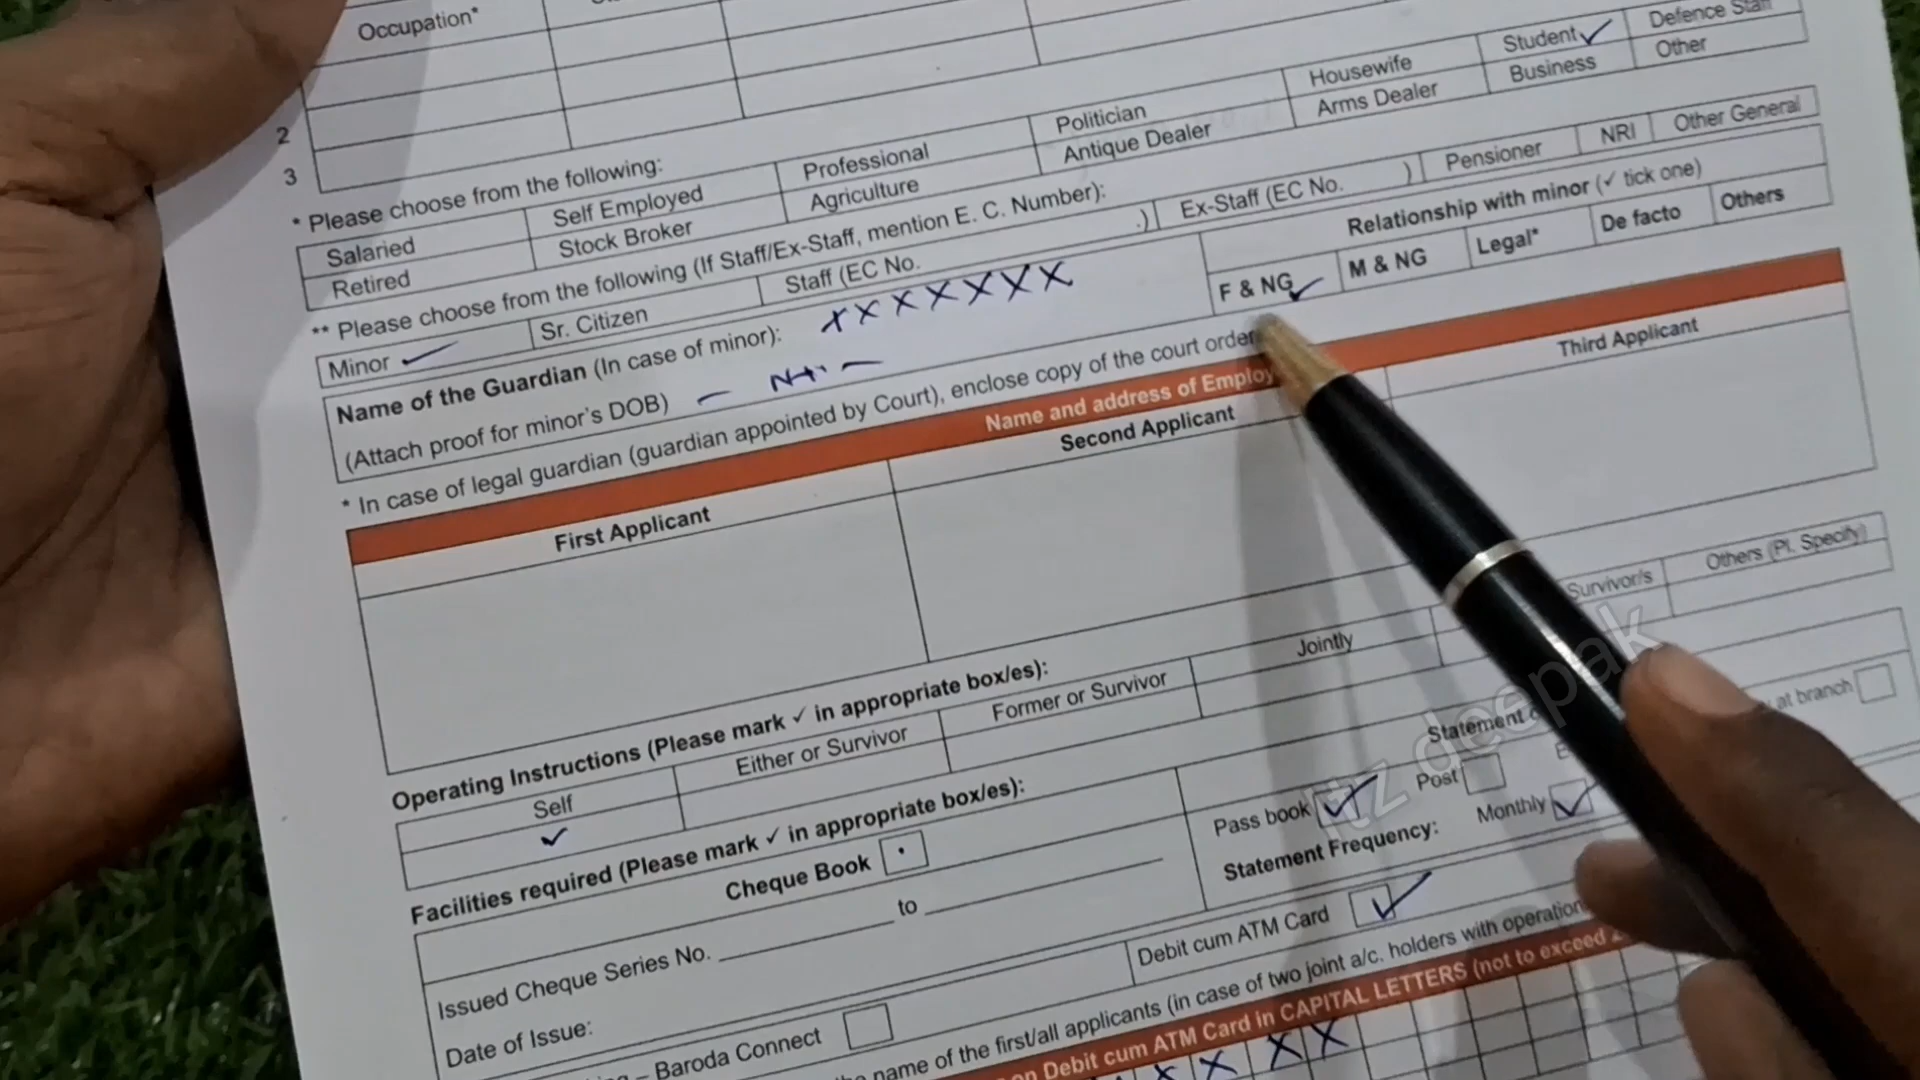 Occupation*
2
3
* Please choose from the following:
Salaried Self Employed Professional Politician Housewife Student ✓ Defence Staff
Retired Stock Broker Agriculture Antique Dealer Arms Dealer Business Other
** Please choose from the following (If Staff/Ex-Staff, mention E. C. Number):
Minor ✓ Sr. Citizen Staff (EC No. .) Ex-Staff (EC No. ) Pensioner NRI Other General
Name of the Guardian (In case of minor): XXXXXXX
Relationship with minor (✓ tick one)
(Attach proof for minor's DOB)
F & NG ✓ M & NG Legal* De facto Others
* In case of legal guardian (guardian appointed by Court), enclose copy of the court order
Name and address of Employ
First Applicant Second Applicant Third Applicant
Operating Instructions (Please mark ✓ in appropriate box/es):
Self Either or Survivor Former or Survivor Jointly Survivor/s Others (Pl. Specify)
✓
Facilities required (Please mark ✓ in appropriate box/es):
Cheque Book
Statement
Pass book ✓ Post at branch
Issued Cheque Series No. to
Statement Frequency: Monthly ✓
Date of Issue:
Debit cum ATM Card ✓
– Baroda Connect
name of the first/all applicants (in case of two joint a/c. holders with operation
on Debit cum ATM Card in CAPITAL LETTERS (not to exceed
X X X X
Itz deepak